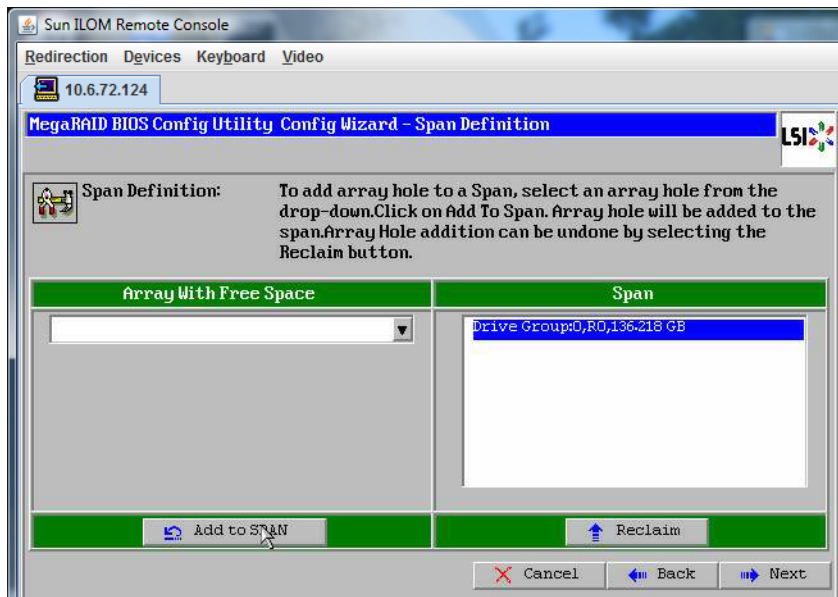 Sun ILOM Remote Console
Redirection Devices Keyboard Video
10.6.72.124
MegaRAID BIOS Config Utility Config Wizard - Span Definition
LSI
Span Definition:
To add array hole to a Span, select an array hole from the
drop-down.Click on Add To Span. Array hole will be added to the
span.Array Hole addition can be undone by selecting the
Reclaim button.
Array With Free Space
Span
Drive Group:0,R0,136.218 GB
Add to SPAN
Reclaim
Cancel
Back
Next